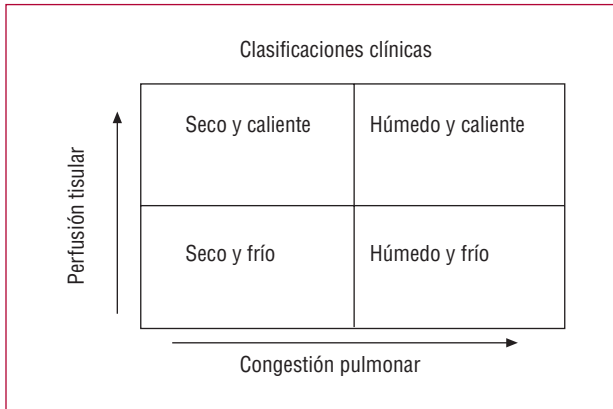 Clasificaciones clínicas
Perfusión tisular
Seco y caliente
Húmedo y caliente
Seco y frío
Húmedo y frío
Congestión pulmonar